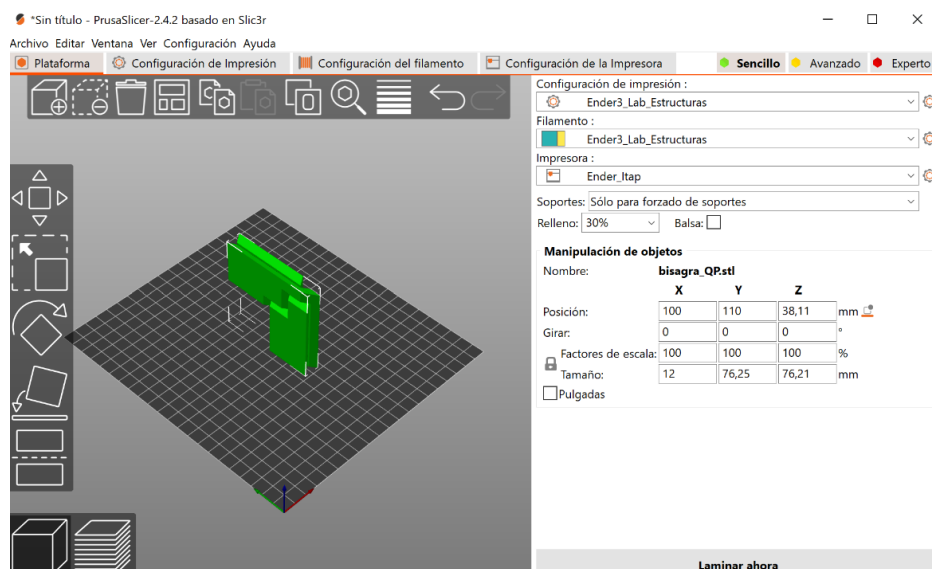 *Sin título - PrusaSlicer-2.4.2 basado en Slic3r
Archivo Editar Ventana Ver Configuración Ayuda
Plataforma Configuración de Impresión Configuración del filamento Configuración de la Impresora Sencillo Avanzado Experto
Configuración de impresión :
Ender3_Lab_Estructuras
Filamento :
Ender3_Lab_Estructuras
Impresora :
Ender_Itap
Soportes: Sólo para forzado de soportes
Relleno: 30% Balsa:
Manipulación de objetos
Nombre: bisagra_QP.stl
X Y Z
Posición: 100 110 38,11 mm
Girar: 0 0 0 °
Factores de escala: 100 100 100 %
Tamaño: 12 76,25 76,21 mm
Pulgadas
Laminar ahora